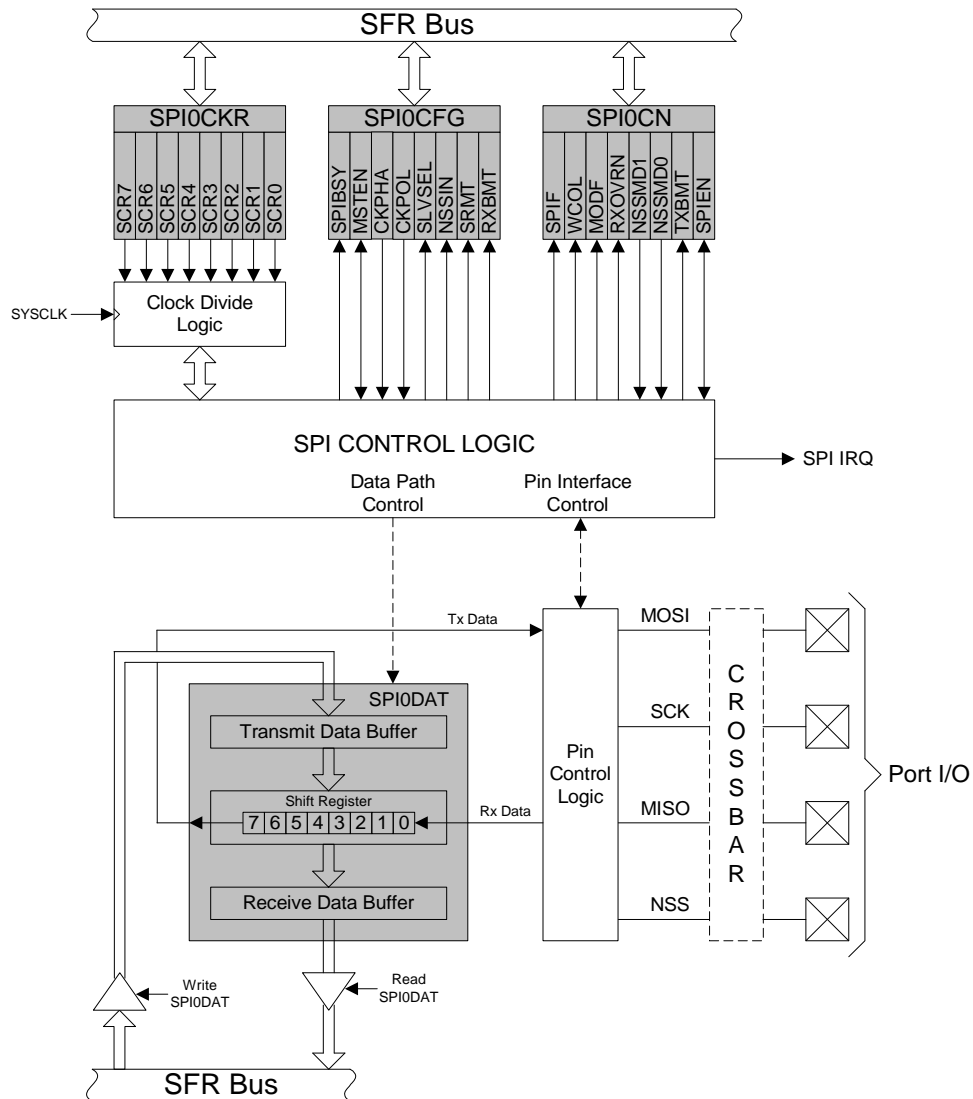 SFR Bus
SPI0CKR
SCR7
SCR6
SCR5
SCR4
SCR3
SCR2
SCR1
SCR0
SPI0CFG
SPIBSY
MSTEN
CKPHA
CKPOL
SLVSEL
NSSIN
SRMT
RXBMT
SPI0CN
SPIF
WCOL
MODF
RXOVRN
NSSMD1
NSSMD0
TXBMT
SPIEN
SYSCLK
Clock Divide
Logic
SPI CONTROL LOGIC
Data Path
Control
Pin Interface
Control
SPI IRQ
Tx Data
SPI0DAT
Transmit Data Buffer
Shift Register
7 6 5 4 3 2 1 0
Rx Data
Receive Data Buffer
Pin
Control
Logic
MOSI
SCK
MISO
NSS
CROSSBAR
Port I/O
Write
SPI0DAT
Read
SPI0DAT
SFR Bus